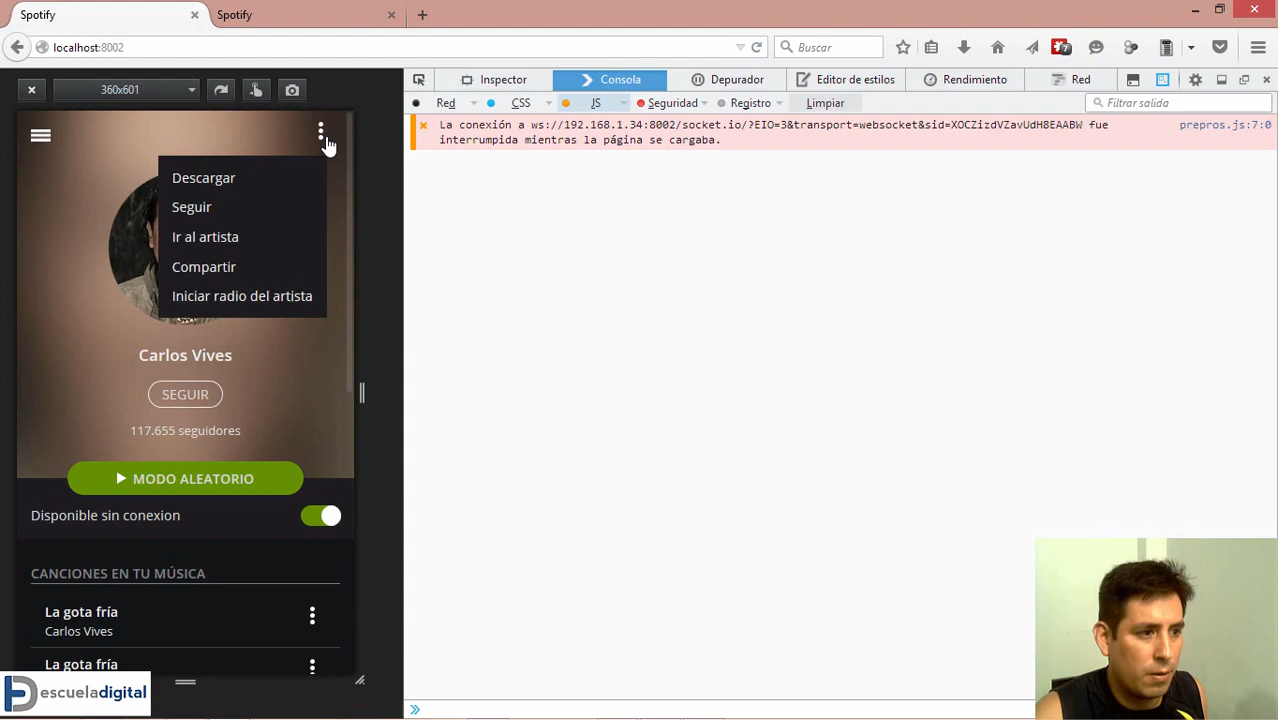 Spotify
Spotify
localhost:8002
Buscar
7
360x601
Inspector
Consola
Depurador
Editor de estilos
Rendimiento
Red
Red
CSS
JS
Seguridad
Registro
Limpiar
Filtrar salida
La conexión a ws://192.168.1.34:8002/socket.io/?EIO=3&transport=websocket&sid=XOCZizdVZavUdH8EAABW fue
interrumpida mientras la página se cargaba.
prepros.js:7:0
Descargar
Seguir
Ir al artista
Compartir
Iniciar radio del artista
Carlos Vives
SEGUIR
117.655 seguidores
MODO ALEATORIO
Disponible sin conexion
CANCIONES EN TU MÚSICA
La gota fría
Carlos Vives
La gota fría
escueladigital